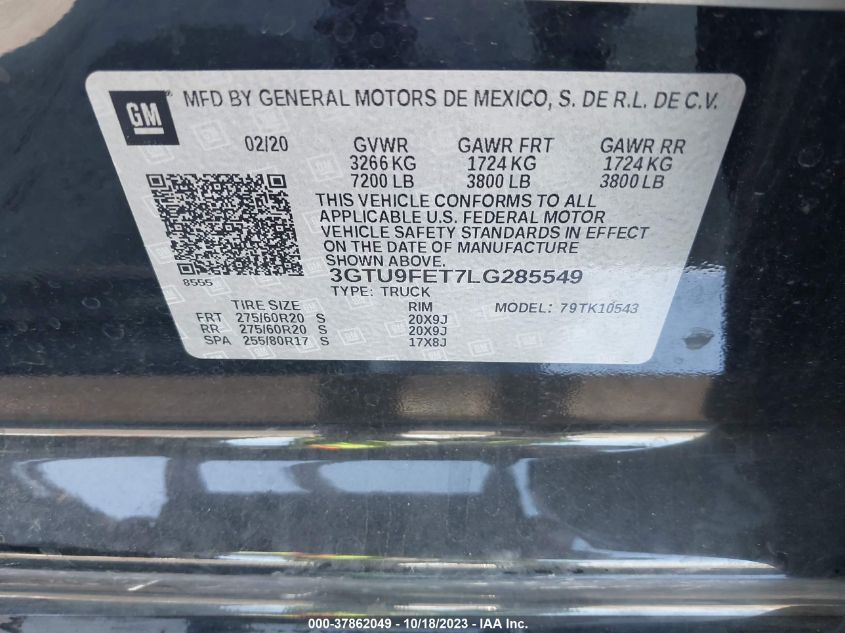 GM
MFD BY GENERAL MOTORS DE MEXICO, S. DE R.L. DE C.V.
02/20 GVWR GAWR FRT GAWR RR
3266 KG 1724 KG 1724 KG
7200 LB 3800 LB 3800 LB
THIS VEHICLE CONFORMS TO ALL
APPLICABLE U.S. FEDERAL MOTOR
VEHICLE SAFETY STANDARDS IN EFFECT
ON THE DATE OF MANUFACTURE
SHOWN ABOVE.
8595
3GTU9FET7LG285549
TYPE: TRUCK
TIRE SIZE RIM MODEL: 79TK10543
FRT 275/60R20 S 20X9J
RR 275/60R20 S 20X9J
SPA 255/80R17 S 17X8J
000-37862049 - 10/18/2023 - IAA Inc.